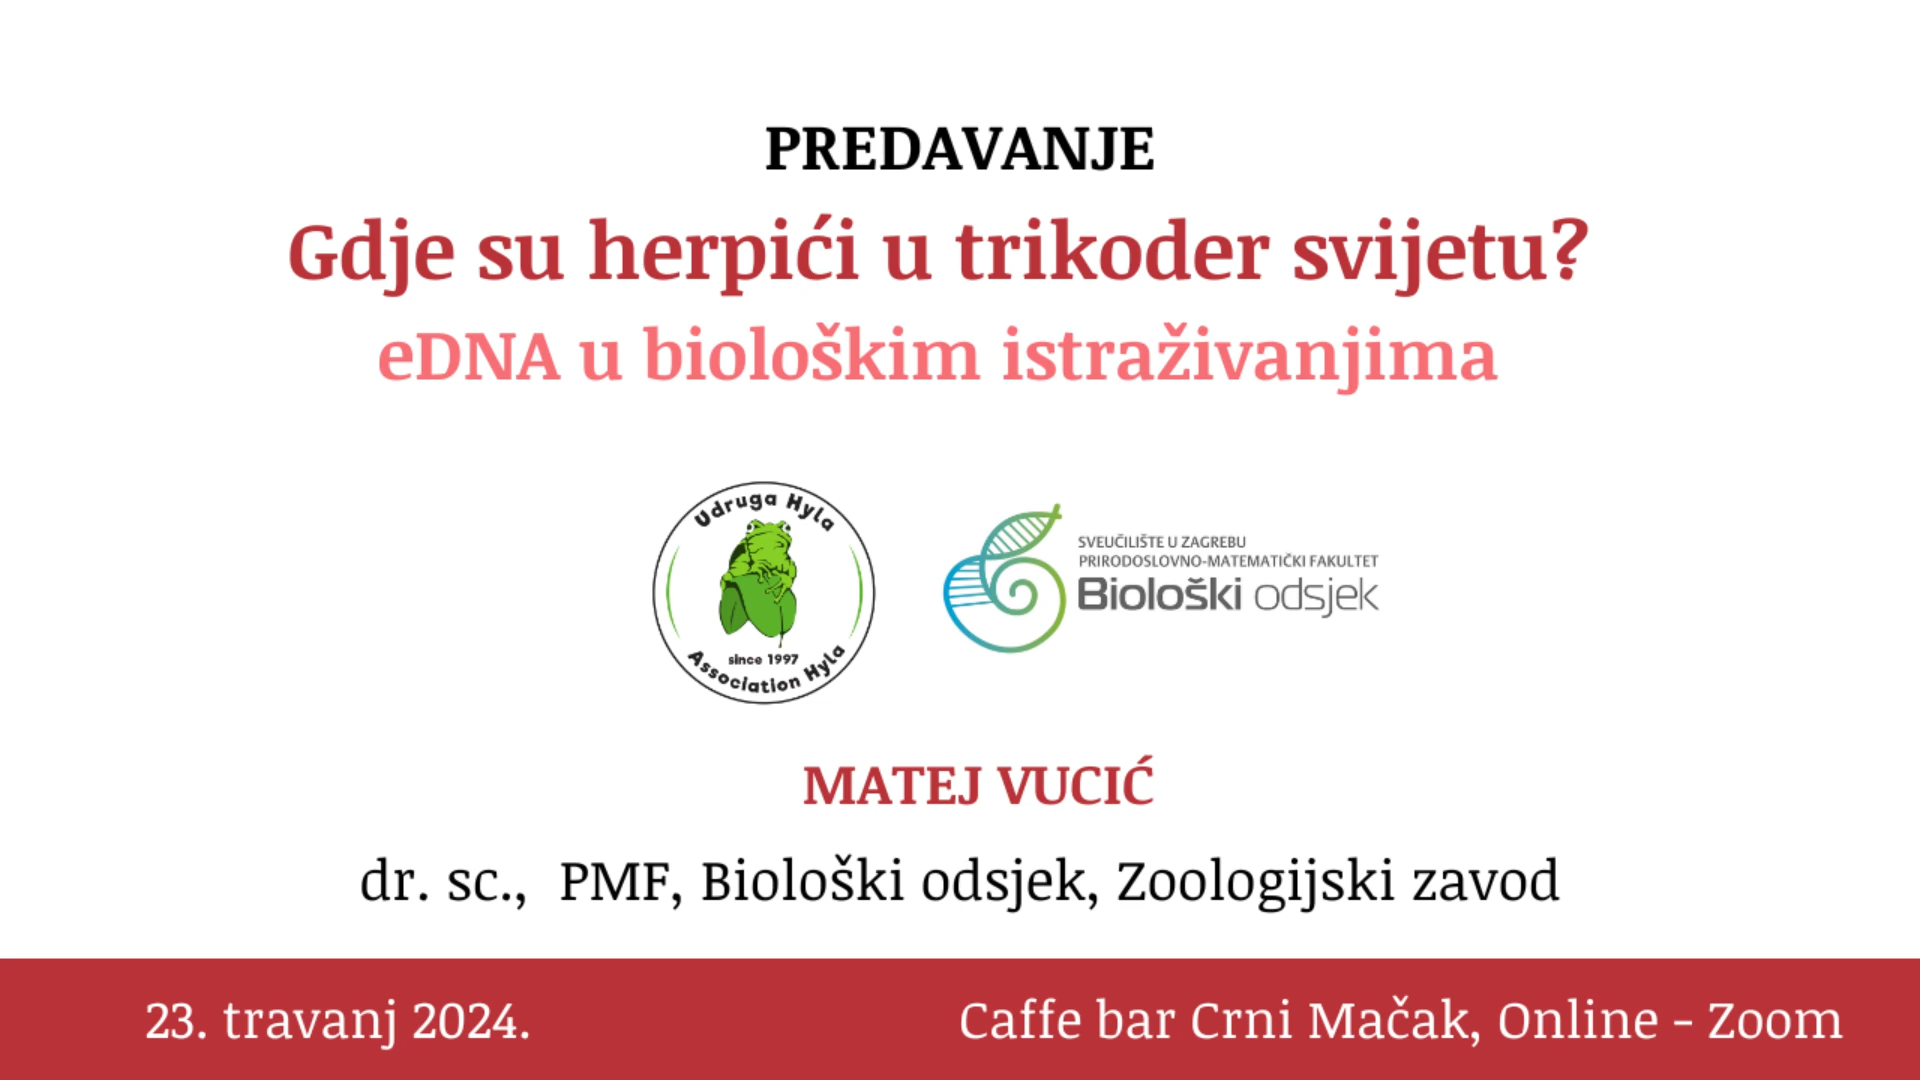 PREDAVANJE
Gdje su herpići u trikoder svijetu?
eDNA u biološkim istraživanjima
Udruga Hyla
since 1997
Association Hyla
SVEUČILIŠTE U ZAGREBU
PRIRODOSLOVNO-MATEMATIČKI FAKULTET
Biološki odsjek
MATEJ VUCIĆ
dr. sc., PMF, Biološki odsjek, Zoologijski zavod
23. travanj 2024.
Caffe bar Crni Mačak, Online - Zoom